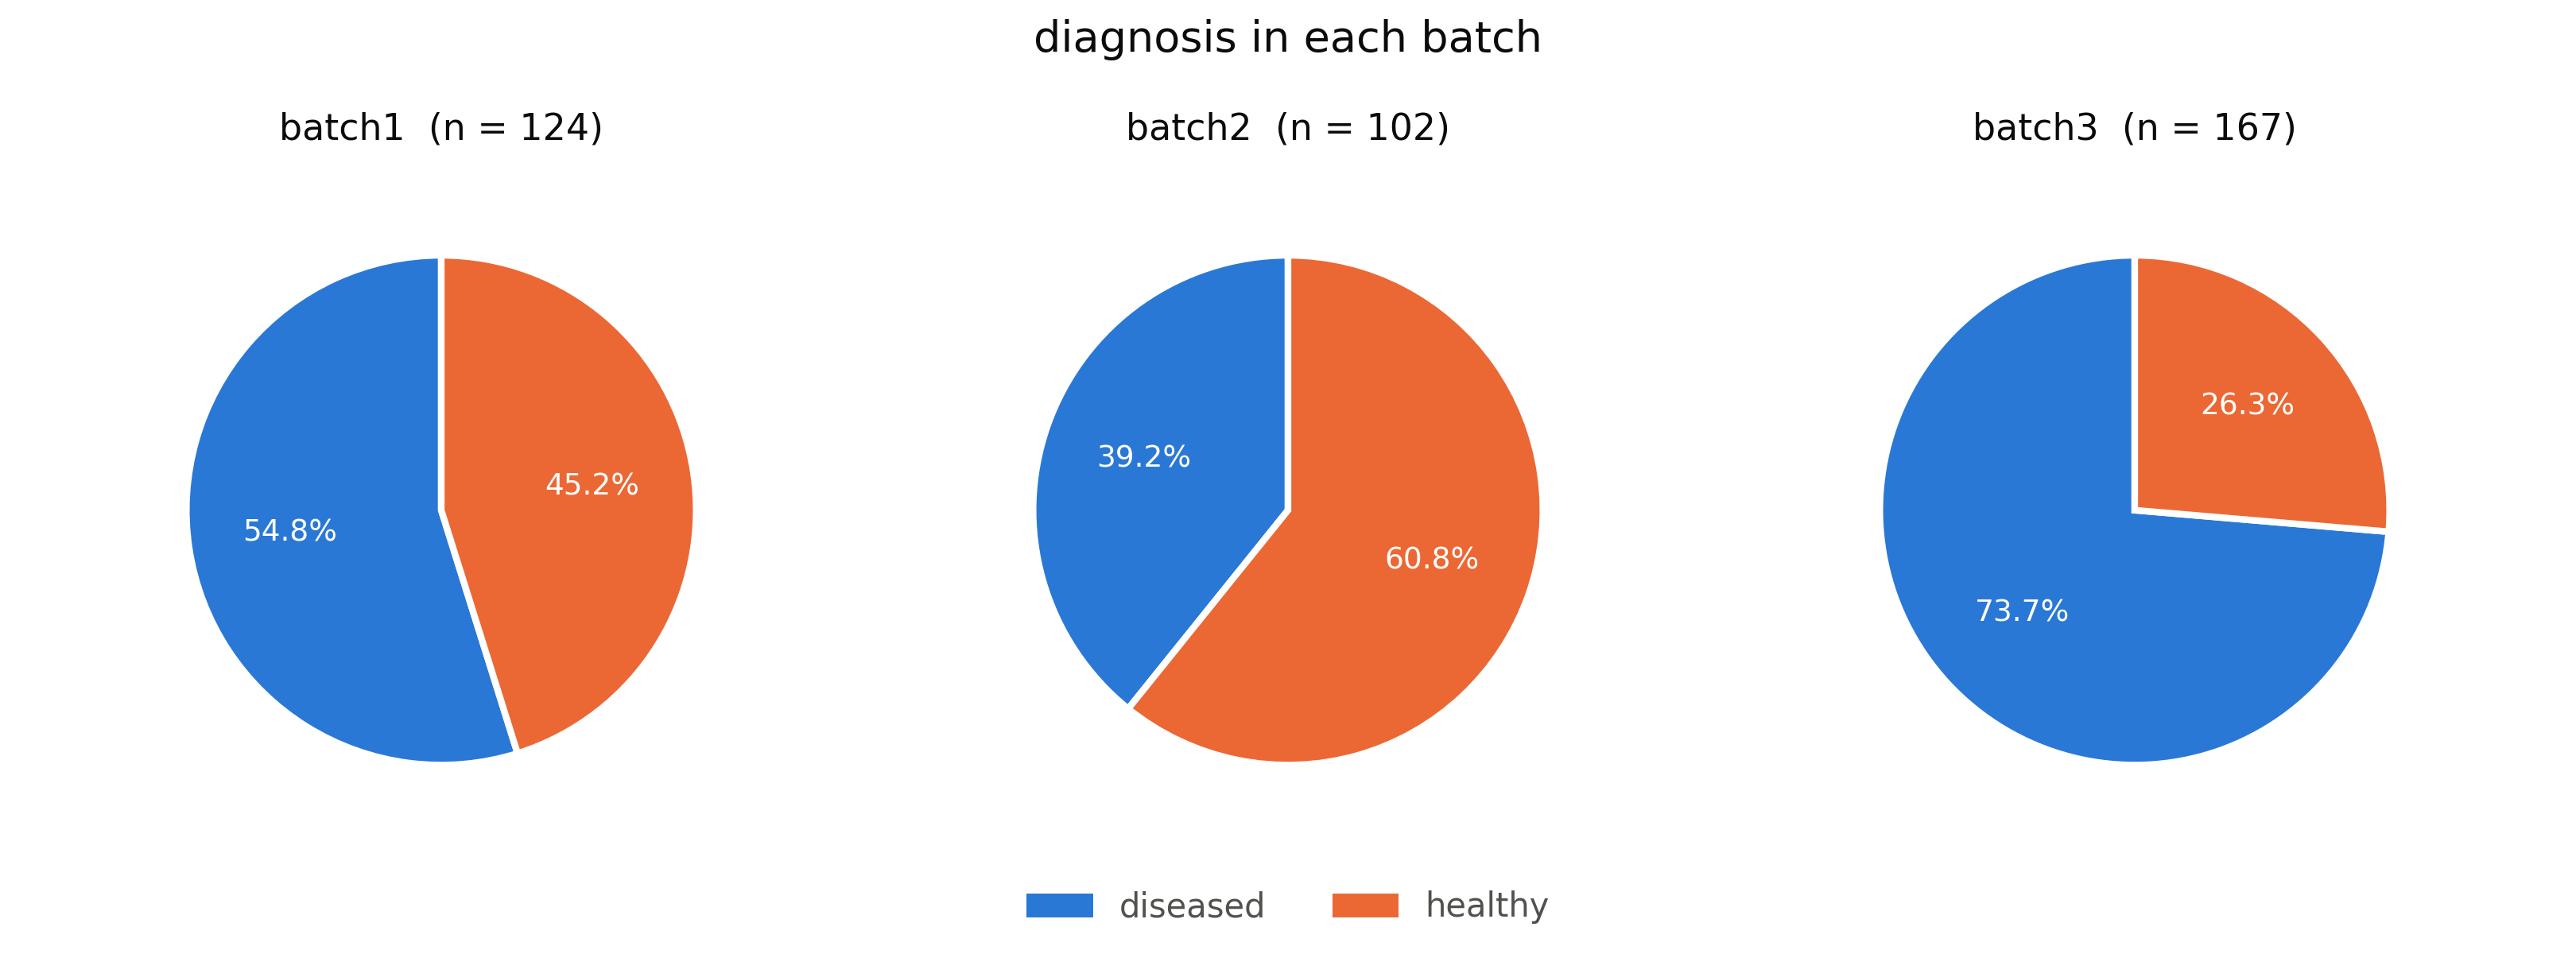 diagnosis in each batch
batch1  (n = 124)
batch2  (n = 102)
batch3  (n = 167)
54.8%
45.2%
39.2%
60.8%
73.7%
26.3%
diseased
healthy